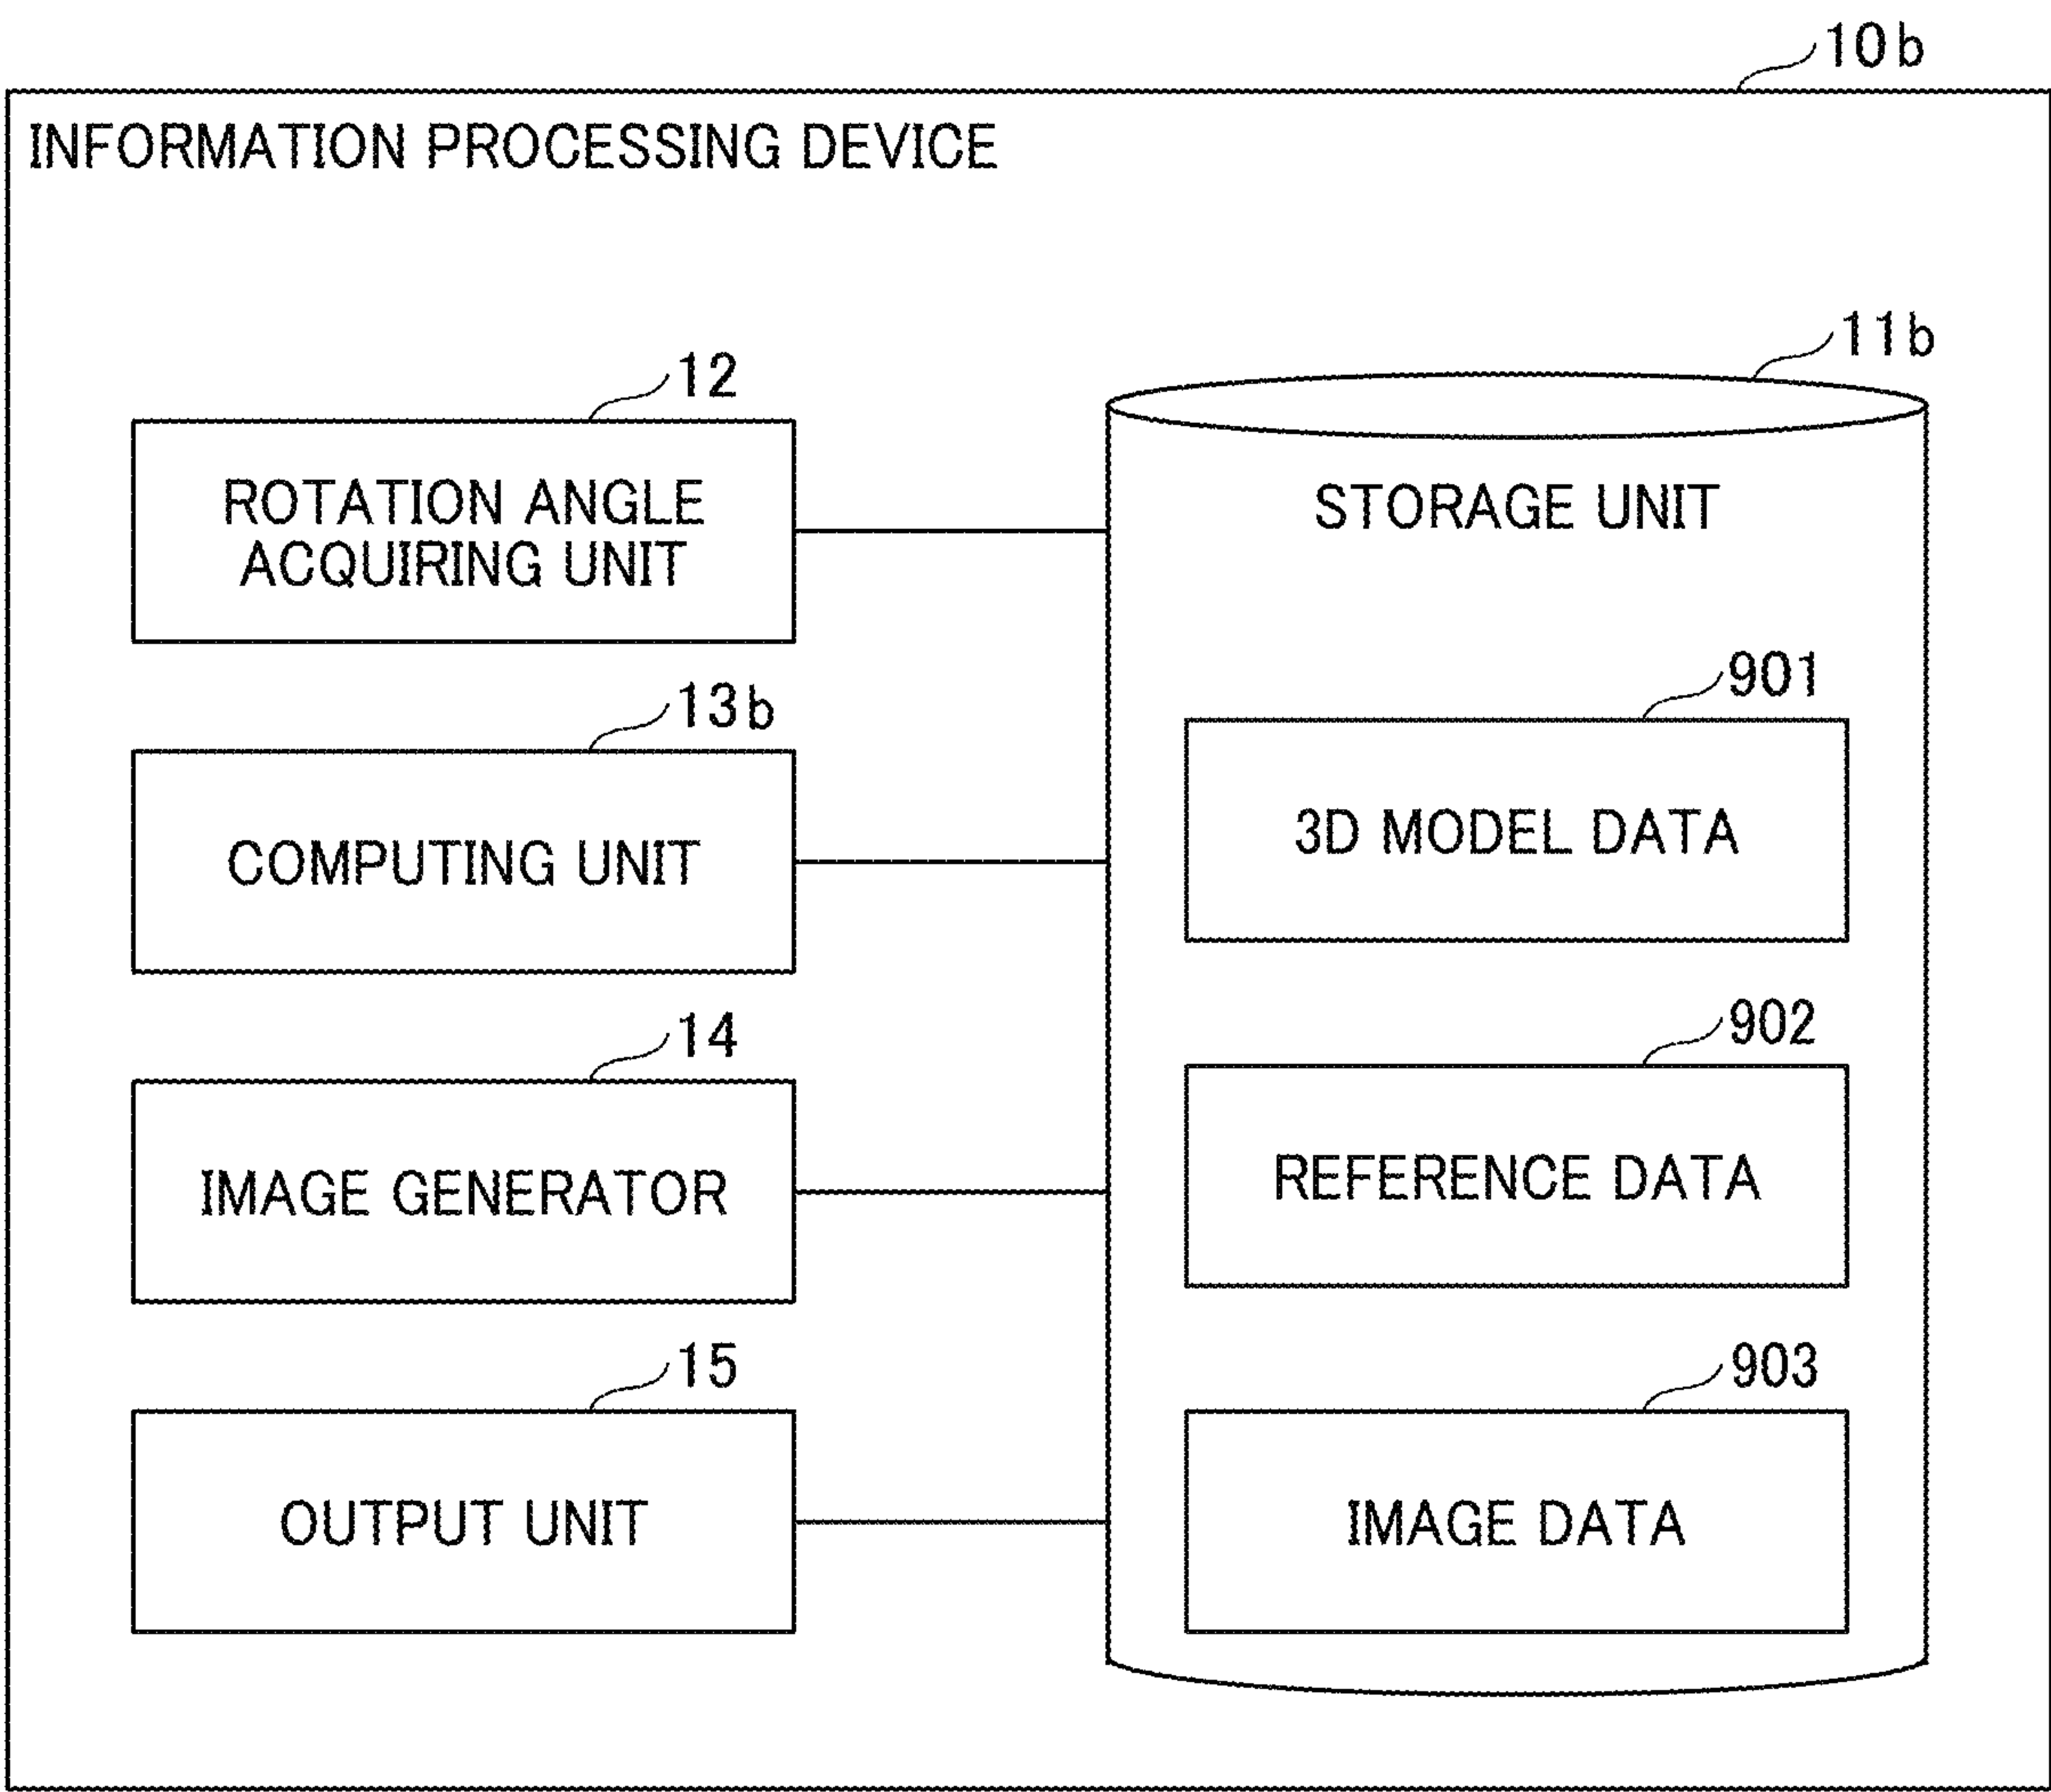 10b
INFORMATION PROCESSING DEVICE
12
ROTATION ANGLE
ACQUIRING UNIT
13b
COMPUTING UNIT
14
IMAGE GENERATOR
15
OUTPUT UNIT
11b
STORAGE UNIT
901
3D MODEL DATA
902
REFERENCE DATA
903
IMAGE DATA